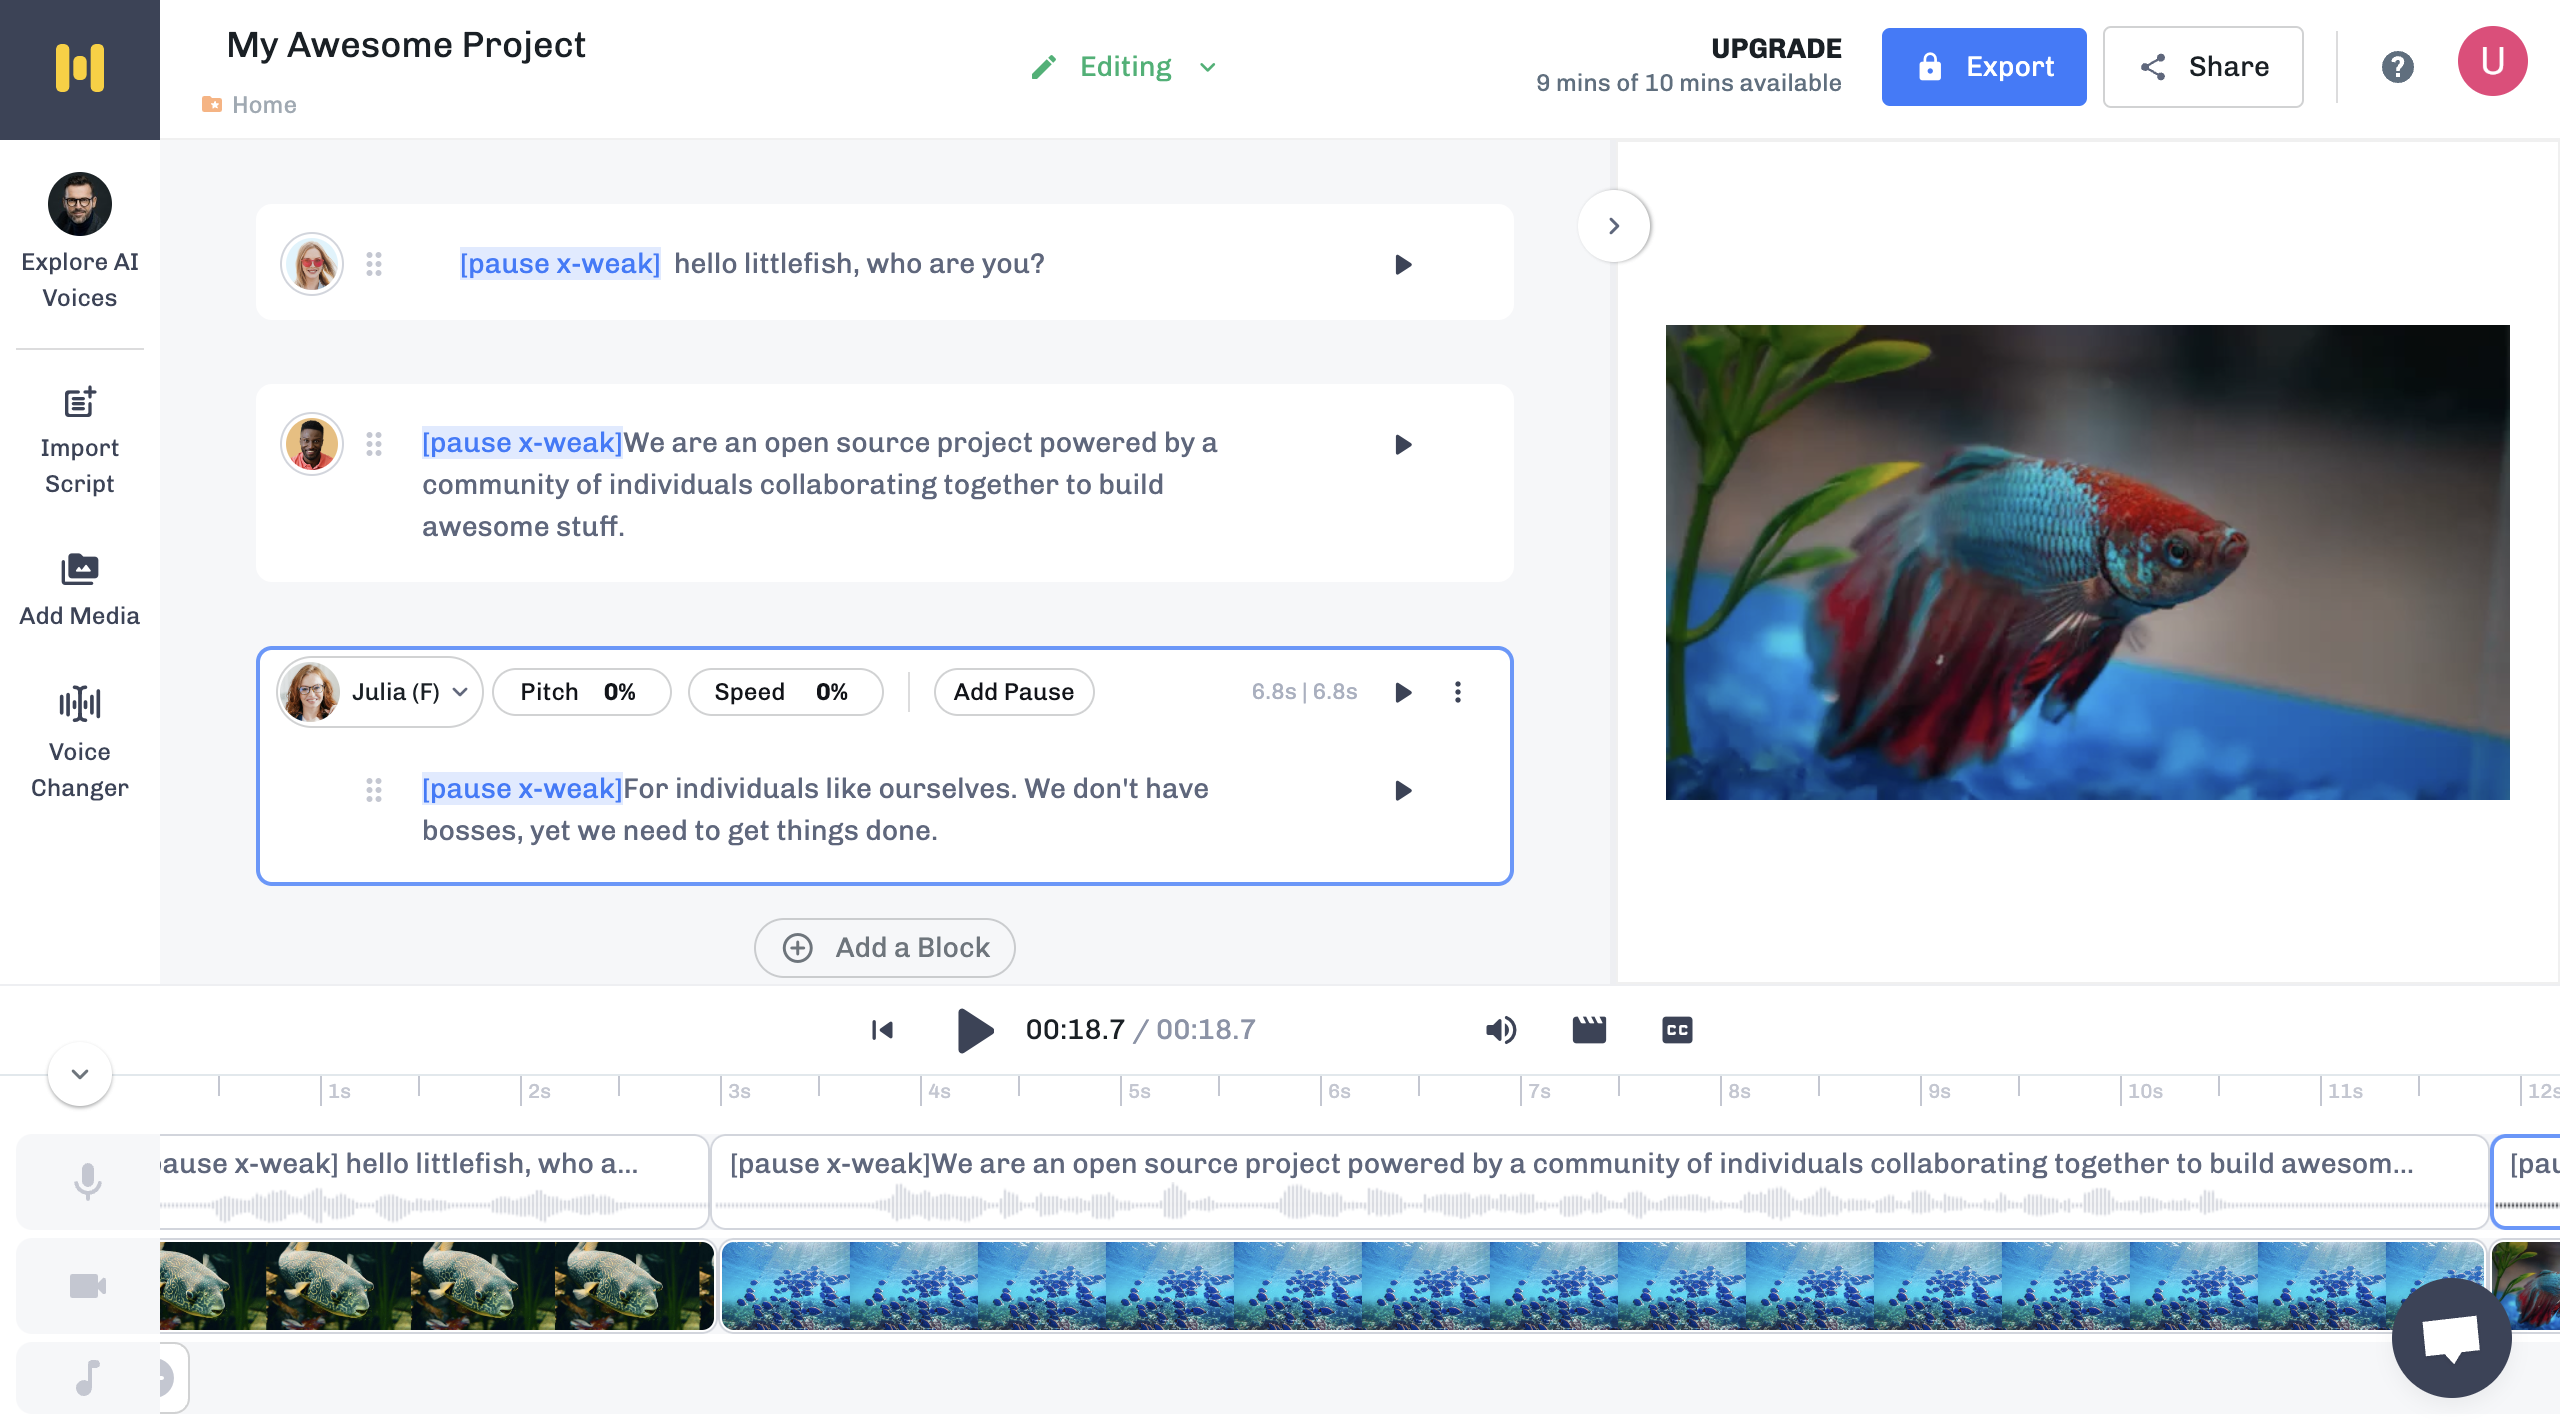 My Awesome Project
Home
Editing
UPGRADE
9 mins of 10 mins available
Export
Share
U
Explore AI
Voices
Import
Script
Add Media
Voice
Changer
[pause x-weak] hello littlefish, who are you?
[pause x-weak]We are an open source project powered by a
community of individuals collaborating together to build
awesome stuff.
Julia (F)
Pitch 0%
Speed 0%
Add Pause
6.8s | 6.8s
[pause x-weak]For individuals like ourselves. We don't have
bosses, yet we need to get things done.
Add a Block
00:18.7 / 00:18.7
CC
1s 2s 3s 4s 5s 6s 7s 8s 9s 10s 11s 12s
ause x-weak] hello littlefish, who a...
[pause x-weak]We are an open source project powered by a community of individuals collaborating together to build awesom...
[pau